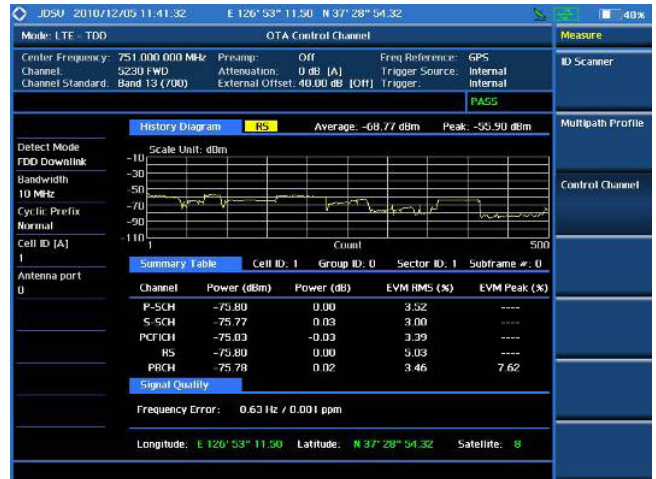 JDSU 2010/12/05 11:41:32 E 126° 53" 11.50 N 37° 28" 54.32 40%
Mode: LTE - TDD OTA Control Channel Measure
Center Frequency: 751.000 000 MHz Preamp: Off Freq Reference: GPS
Channel: 5230 FWD Attenuation: 0 dB [A] Trigger Source: Internal
Channel Standard: Band 13 (700) External Offset: 40.00 dB [Off] Trigger: Internal
ID Scanner
PASS
History Diagram RS Average: -68.77 dBm Peak: -55.90 dBm
Multipath Profile
Detect Mode
FDD Downlink
Scale Unit: dBm
-10
-30
-50
-70
-90
-110
1 Count 500
Bandwidth
10 MHz
Control Channel
Cyclic Prefix
Normal
Cell ID [A]
1
Antenna port
0
Summary Table Cell ID: 1 Group ID: 0 Sector ID: 1 Subframe #: 0
Channel Power (dBm) Power (dB) EVM RMS (%) EVM Peak (%)
P-SCH -75.80 0.00 3.52 ----
S-SCH -75.77 0.03 3.00 ----
PCFICH -75.03 -0.03 3.39 ----
RS -75.80 0.00 5.03 ----
PBCH -75.78 0.02 3.46 7.62
Signal Quality
Frequency Error: 0.63 Hz / 0.001 ppm
Longitude: E 126° 53" 11.50 Latitude: N 37° 28" 54.32 Satellite: 8